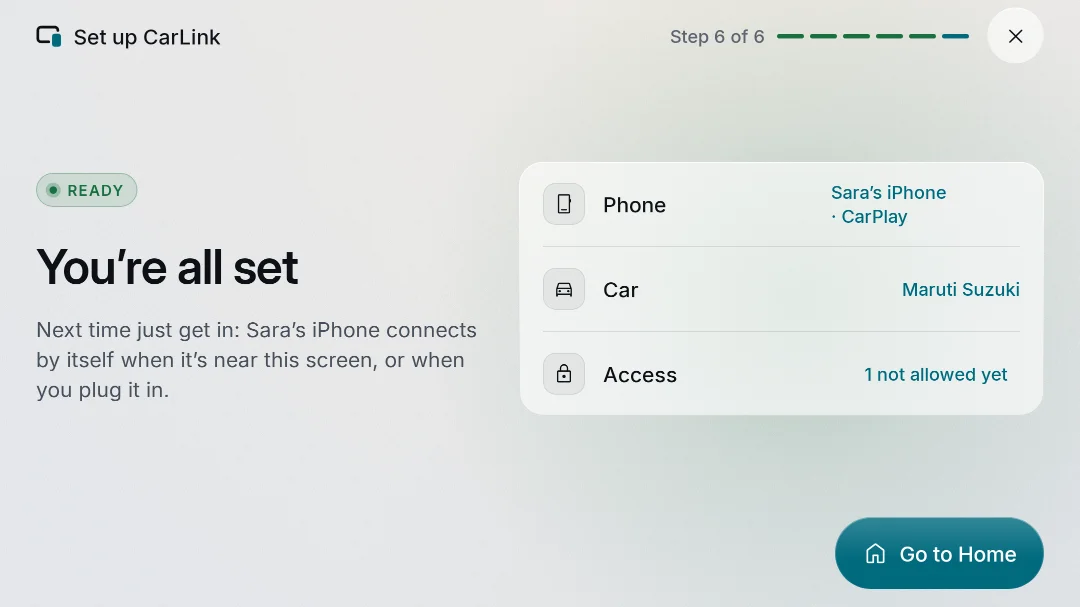 Set up CarLink
Step 6 of 6
READY
You’re all set
Next time just get in: Sara’s iPhone connects
by itself when it’s near this screen, or when
you plug it in.
Phone
Sara’s iPhone
· CarPlay
Car
Maruti Suzuki
Access
1 not allowed yet
Go to Home